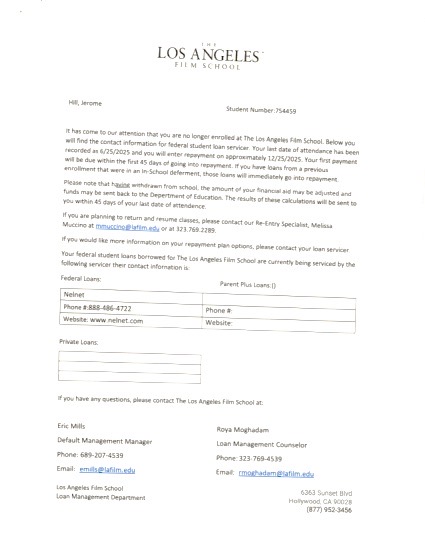 THE
LOS ANGELES
FILM SCHOOL
Hill, Jerome
Student Number:754459
It has come to our attention that you are no longer enrolled at The Los Angeles Film School. Below you
will find the contact information for federal student loan servicer. Your last date of attendance has been
recorded as 6/25/2025 and you will enter repayment on approximately 12/25/2025. Your first payment
will be due within the first 45 days of going into repayment. If you have loans from a previous
enrollment that were in an In-School deferment, those loans will immediately go into repayment.
Please note that having withdrawn from school, the amount of your financial aid may be adjusted and
funds may be sent back to the Department of Education. The results of these calculations will be sent to
you within 45 days of your last date of attendance.
If you are planning to return and resume classes, please contact our Re-Entry Specialist, Melissa
Muccino at mmuccino@lafilm.edu or at 323.769.2289.
If you would like more information on your repayment plan options, please contact your loan servicer
Your federal student loans borrowed for The Los Angeles Film School are currently being serviced by the
following servicer their contact information is:
Federal Loans:
Parent Plus Loans:()
Nelnet
Phone #:888-486-4722
Phone #:
Website: www.nelnet.com
Website:
Private Loans:
If you have any questions, please contact The Los Angeles Film School at:
Eric Mills
Roya Moghadam
Default Management Manager
Loan Management Counselor
Phone: 689-207-4539
Phone: 323-769-4539
Email: emills@lafilm.edu
Email: rmoghadam@lafilm.edu
Los Angeles Film School
Loan Management Department
6363 Sunset Blvd
Hollywood, CA 90028
(877) 952-3456